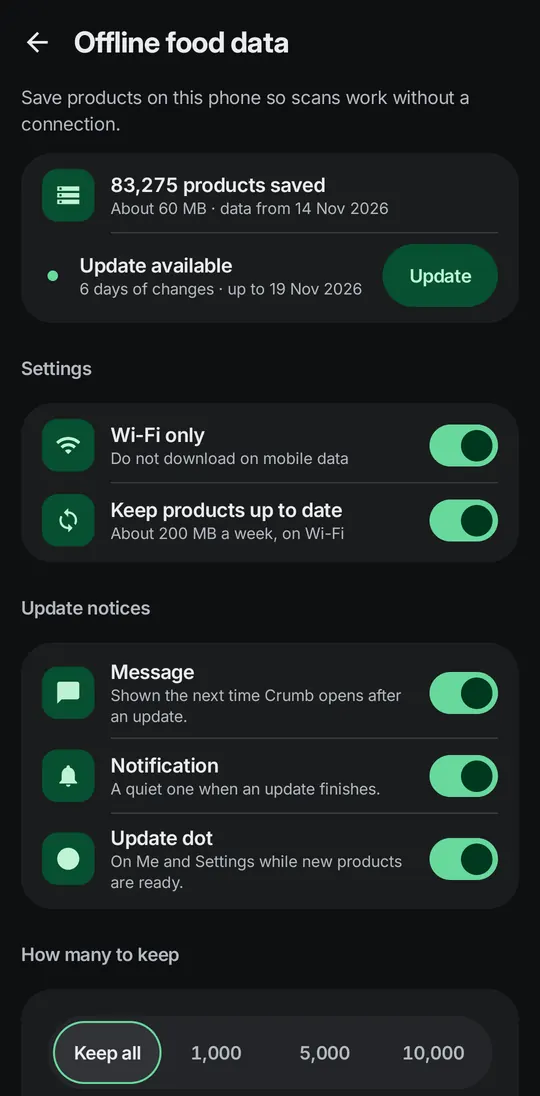 Offline food data
Save products on this phone so scans work without a
connection.
83,275 products saved
About 60 MB · data from 14 Nov 2026
Update available
6 days of changes · up to 19 Nov 2026
Update
Settings
Wi-Fi only
Do not download on mobile data
Keep products up to date
About 200 MB a week, on Wi-Fi
Update notices
Message
Shown the next time Crumb opens after
an update.
Notification
A quiet one when an update finishes.
Update dot
On Me and Settings while new products
are ready.
How many to keep
Keep all 1,000 5,000 10,000